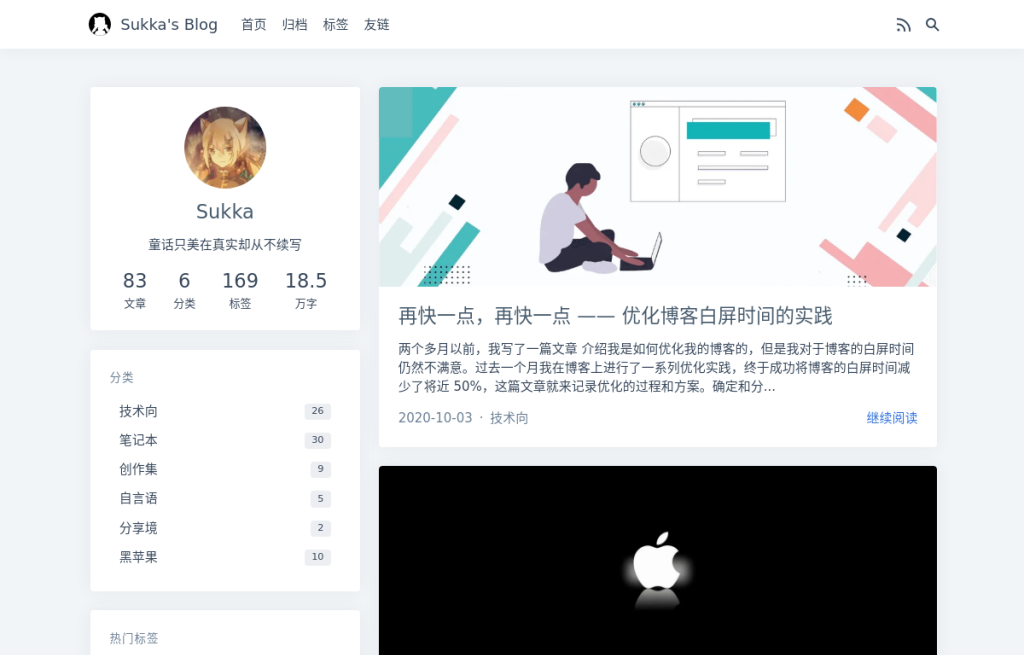 Sukka's Blog 首页 归档 标签 友链
Sukka
童话只美在真实却从不续写
83 6 169 18.5
文章 分类 标签 万字
分类
技术向 26
笔记本 30
创作集 9
自言语 5
分享境 2
黑苹果 10
热门标签
再快一点，再快一点 —— 优化博客白屏时间的实践
两个多月以前，我写了一篇文章 介绍我是如何优化我的博客的，但是我对于博客的白屏时间
仍然不满意。过去一个月我在博客上进行了一系列优化实践，终于成功将博客的白屏时间减
少了将近 50%，这篇文章就来记录优化的过程和方案。确定和分...
2020-10-03 · 技术向 继续阅读